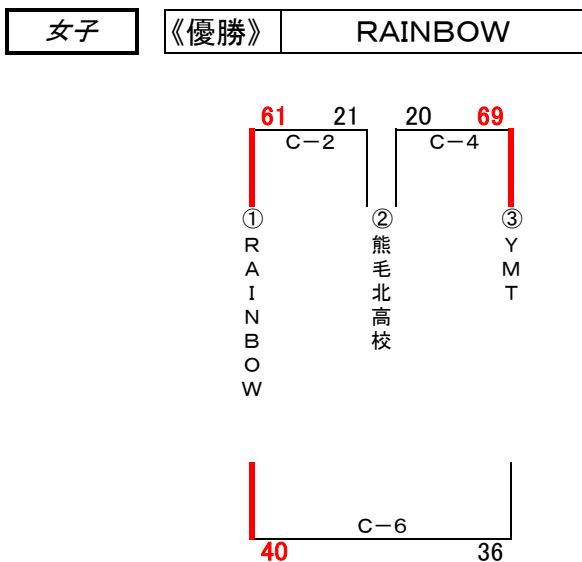 女子
《優勝》 RAINBOW
61 21 20 69
C－2 C－4
① ② ③
RAINBOW
熊毛北高校
YMT
C－6
40 36